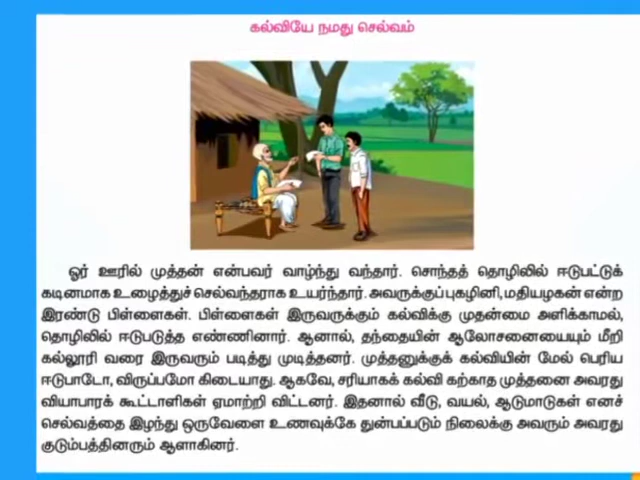 கல்வியே நமது செல்வம்
ஓர் ஊரில் முத்தன் என்பவர் வாழ்ந்து வந்தார். சொந்தத் தொழிலில் ஈடுபட்டுக்
கடினமாக உழைத்துச் செல்வந்தராக உயர்ந்தார். அவருக்குப் புகழினி, மதியழகன் என்ற
இரண்டு பிள்ளைகள். பிள்ளைகள் இருவருக்கும் கல்விக்கு முதன்மை அளிக்காமல்,
தொழிலில் ஈடுபடுத்த எண்ணினார். ஆனால், தந்தையின் ஆலோசனையையும் மீறி
கல்லூரி வரை இருவரும் படித்து முடித்தனர். முத்தனுக்குக் கல்வியின் மேல் பெரிய
ஈடுபாடோ, விருப்பமோ கிடையாது. ஆகவே, சரியாகக் கல்வி கற்காத முத்தனை அவரது
வியாபாரக் கூட்டாளிகள் ஏமாற்றி விட்டனர். இதனால் வீடு, வயல், ஆடுமாடுகள் எனச்
செல்வத்தை இழந்து ஒருவேளை உணவுக்கே துன்பப்படும் நிலைக்கு அவரும் அவரது
குடும்பத்தினரும் ஆளாகினர்.